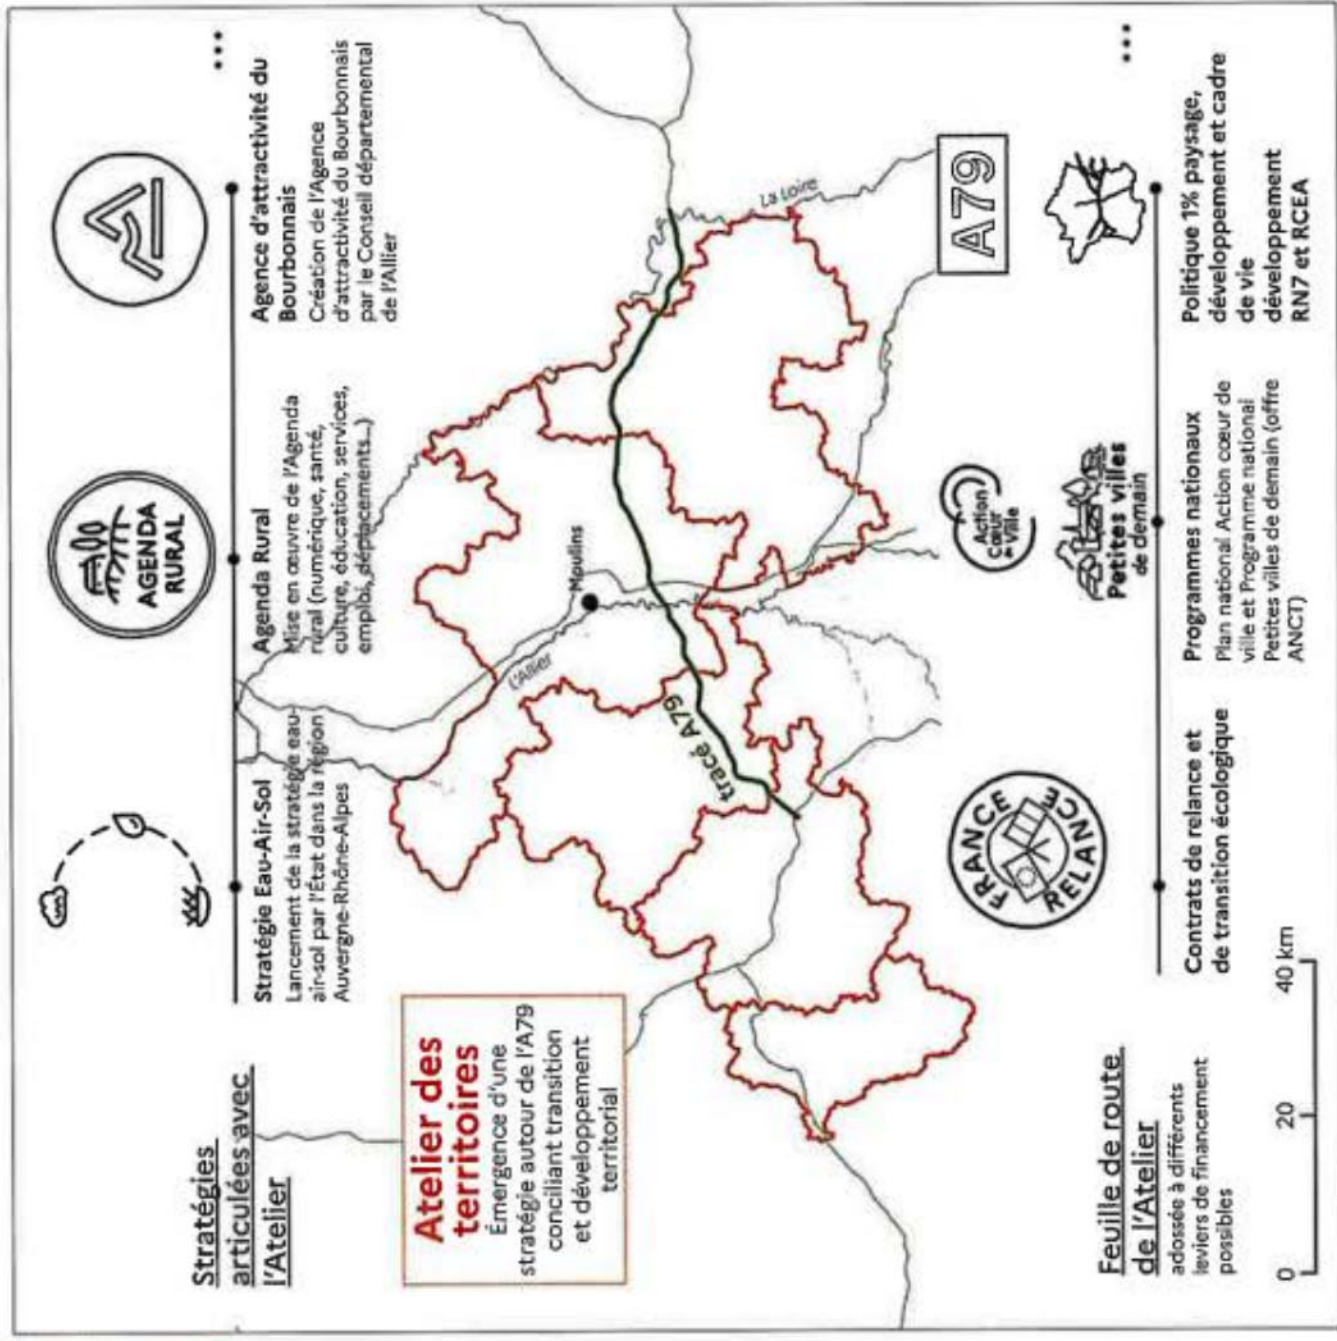 Stratégies
articulées avec
l'Atelier
Stratégie Eau-Air-Sol
Lancement de la stratégie eau-
air-sol par l'État dans la région
Auvergne-Rhône-Alpes
AGENDA
RURAL
Agenda Rural
Mise en œuvre de l'Agenda
rural (numérique, santé,
culture, éducation, services,
emploi, déplacements...)
Agence d'attractivité du
Bourbonnais
Création de l'Agence
d'attractivité du Bourbonnais
par le Conseil départemental
de l'Allier
...
Atelier des
territoires
Émergence d'une
stratégie autour de l'A79
conciliant transition
et développement
territorial
L'Allier
Moulins
tracé A79
La Loire
A79
Feuille de route
de l'Atelier
adossée à différents
leviers de financement
possibles
FRANCE
RELANCE
Contrats de relance et
de transition écologique
Action
Cœur
de Ville
Petites villes
de demain
Programmes nationaux
Plan national Action cœur de
ville et Programme national
Petites villes de demain (offre
ANCT)
Politique 1% paysage,
développement et cadre
de vie
développement
RN7 et RCEA
...
0 20 40 km